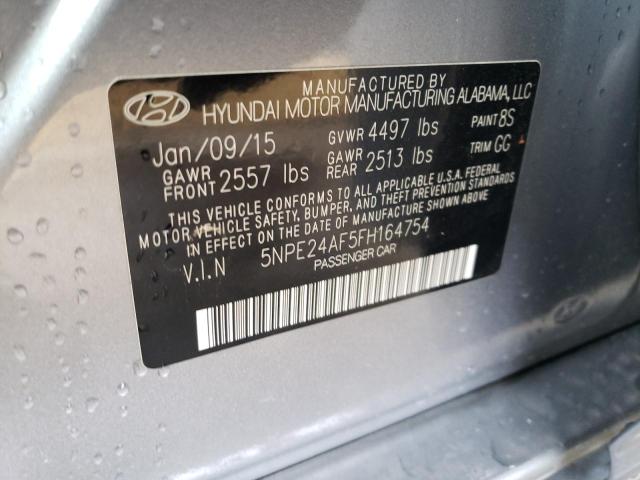 MANUFACTURED BY
HYUNDAI MOTOR MANUFACTURING ALABAMA, LLC
Jan/09/15 GVWR 4497 lbs PAINT 8S
GAWR FRONT 2557 lbs GAWR REAR 2513 lbs TRIM GG
THIS VEHICLE CONFORMS TO ALL APPLICABLE U.S.A. FEDERAL
MOTOR VEHICLE SAFETY, BUMPER, AND THEFT PREVENTION STANDARDS
IN EFFECT ON THE DATE OF MANUFACTURE SHOWN ABOVE.
V.I.N 5NPE24AF5FH164754
PASSENGER CAR